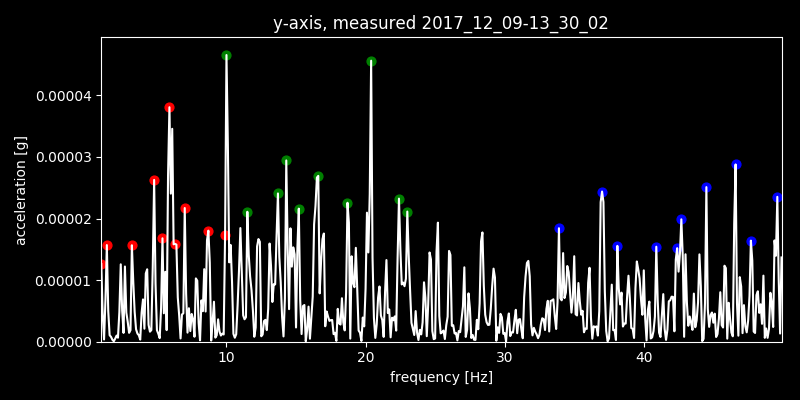 y-axis, measured 2017_12_09-13_30_02
acceleration [g]
0.00004
0.00003
0.00002
0.00001
0.00000
10 20 30 40
frequency [Hz]